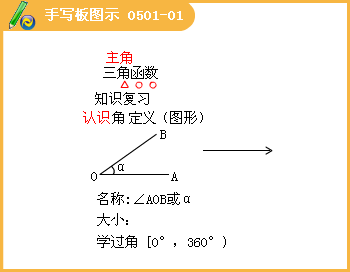 手写板图示 0501-01
主角
三角函数
知识复习
认识角 定义（图形）
B
α
O
A
名称:∠AOB或α
大小:
学过角 [0°，360°）